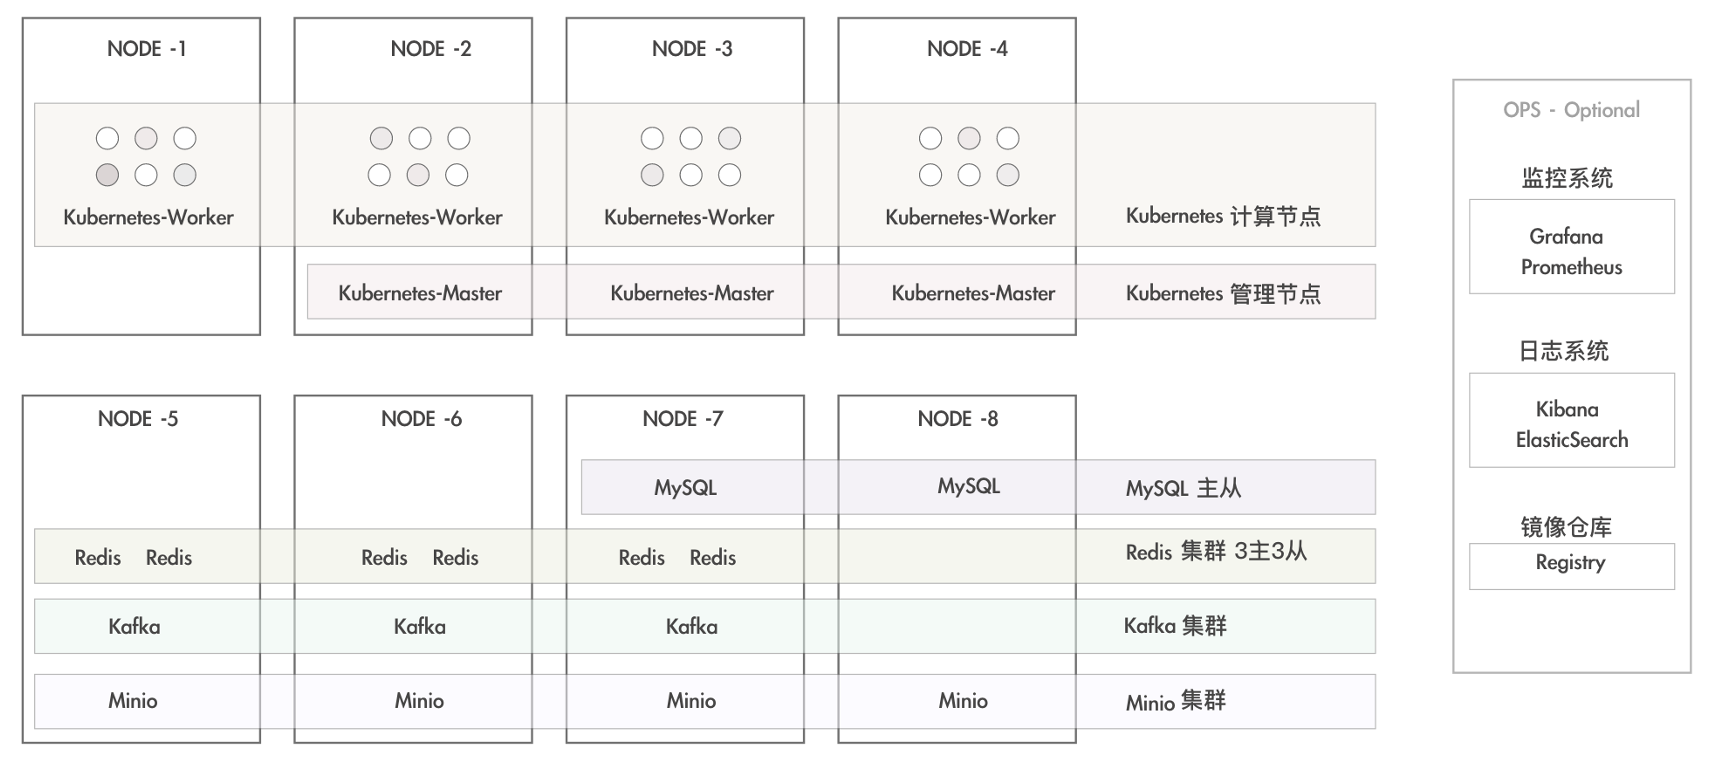 NODE -1
NODE -2
NODE -3
NODE -4
Kubernetes-Worker
Kubernetes-Worker
Kubernetes-Worker
Kubernetes-Worker
Kubernetes 计算节点
Kubernetes-Master
Kubernetes-Master
Kubernetes-Master
Kubernetes 管理节点
NODE -5
NODE -6
NODE -7
NODE -8
MySQL
MySQL
MySQL 主从
Redis Redis
Redis Redis
Redis Redis
Redis 集群 3主3从
Kafka
Kafka
Kafka
Kafka 集群
Minio
Minio
Minio
Minio
Minio 集群
OPS - Optional
监控系统
Grafana
Prometheus
日志系统
Kibana
ElasticSearch
镜像仓库
Registry